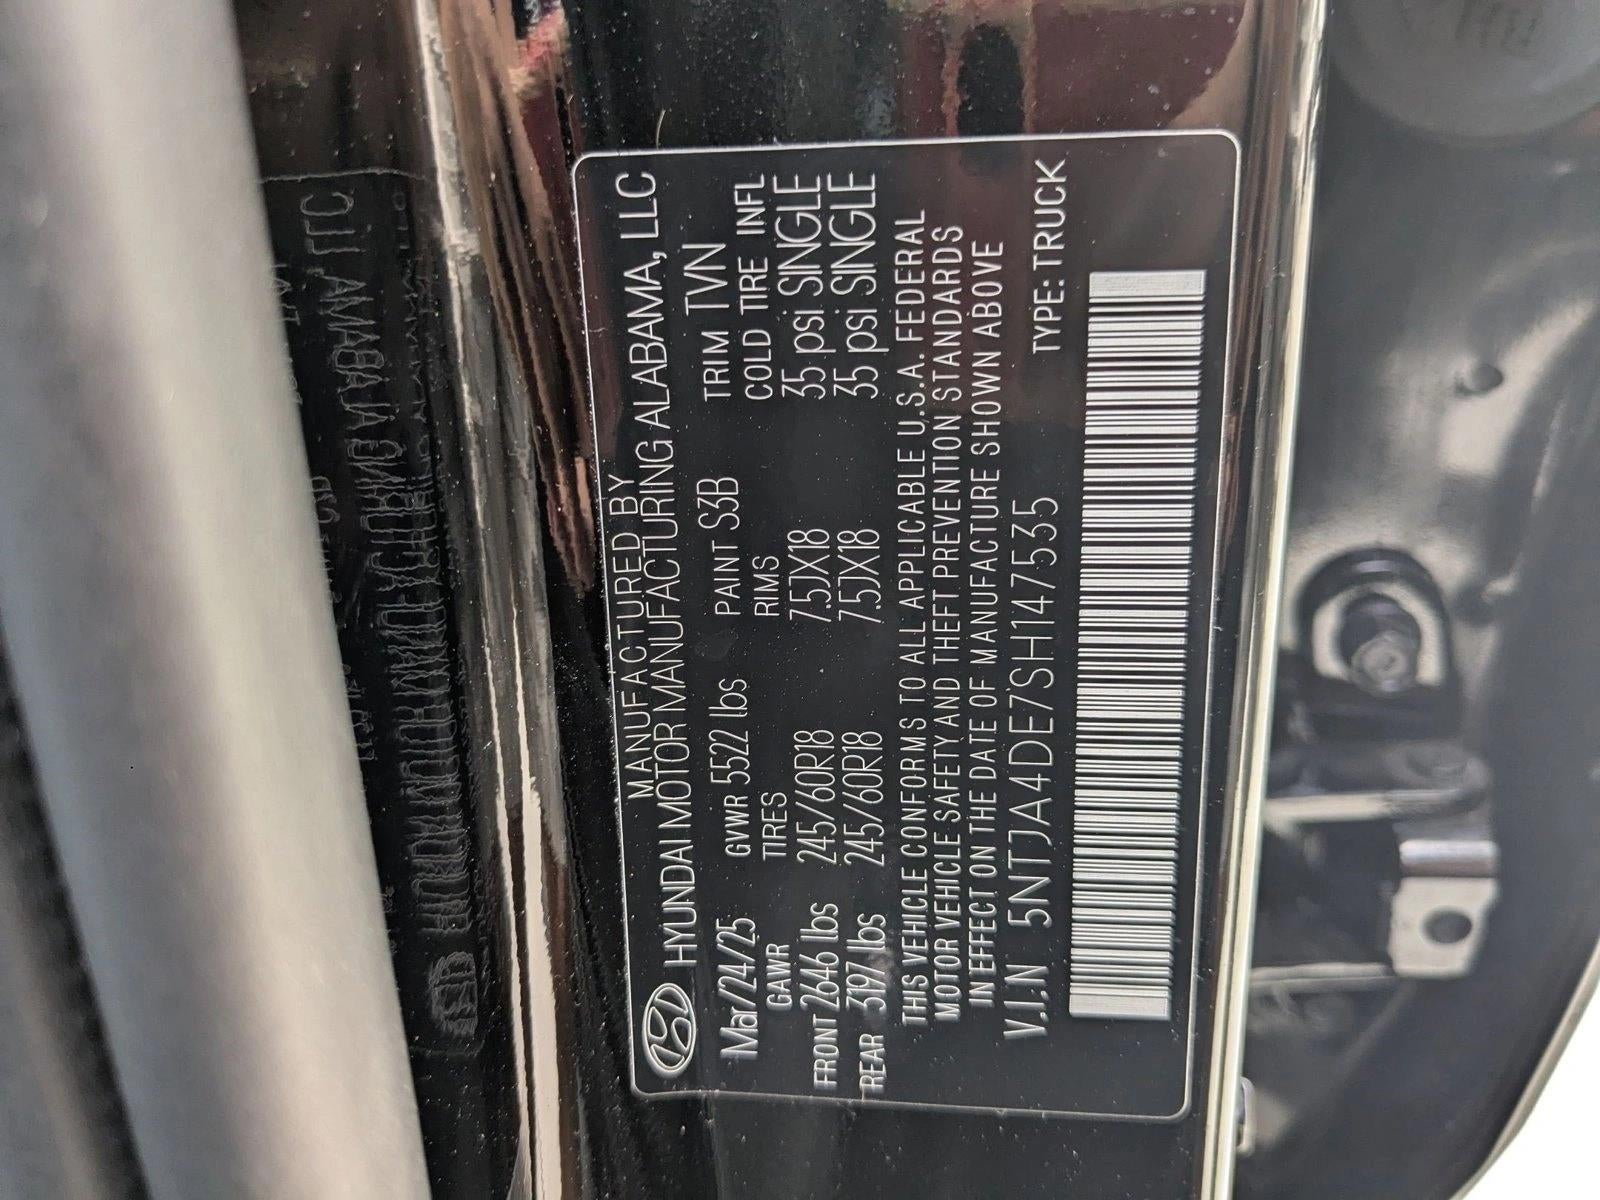 MANUFACTURED BY
HYUNDAI MOTOR MANUFACTURING ALABAMA, LLC
Mar/24/25 GVWR 5522 lbs PAINT S3B TRIM TVN
GAWR TIRES RIMS COLD TIRE INFL
FRONT 2646 lbs 245/60R18 7.5JX18 35 psi SINGLE
REAR 3197 lbs 245/60R18 7.5JX18 35 psi SINGLE
THIS VEHICLE CONFORMS TO ALL APPLICABLE U.S.A. FEDERAL
MOTOR VEHICLE SAFETY AND THEFT PREVENTION STANDARDS
IN EFFECT ON THE DATE OF MANUFACTURE SHOWN ABOVE
V.I.N 5NTJA4DE7SH147535 TYPE: TRUCK